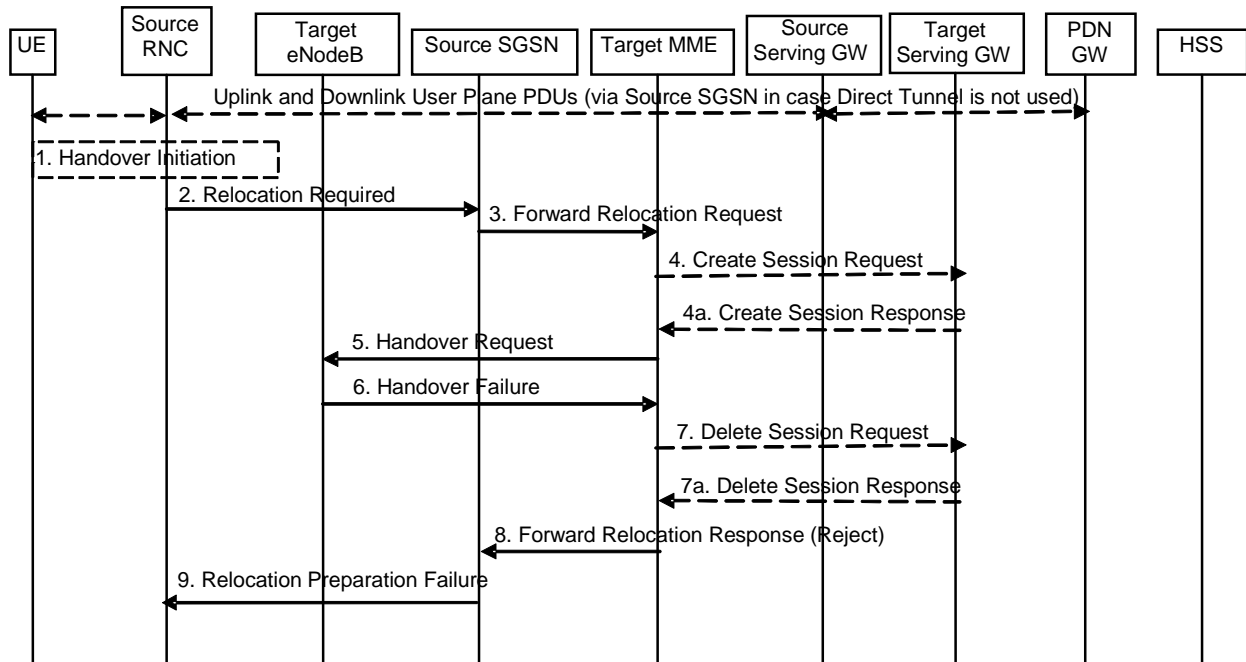 UE
Source
RNC
Target
eNodeB
Source SGSN
Target MME
Source
Serving GW
Target
Serving GW
PDN
GW
HSS
Uplink and Downlink User Plane PDUs (via Source SGSN in case Direct Tunnel is not used)
1. Handover Initiation
2. Relocation Required
3. Forward Relocation Request
4. Create Session Request
4a. Create Session Response
5. Handover Request
6. Handover Failure
7. Delete Session Request
7a. Delete Session Response
8. Forward Relocation Response (Reject)
9. Relocation Preparation Failure